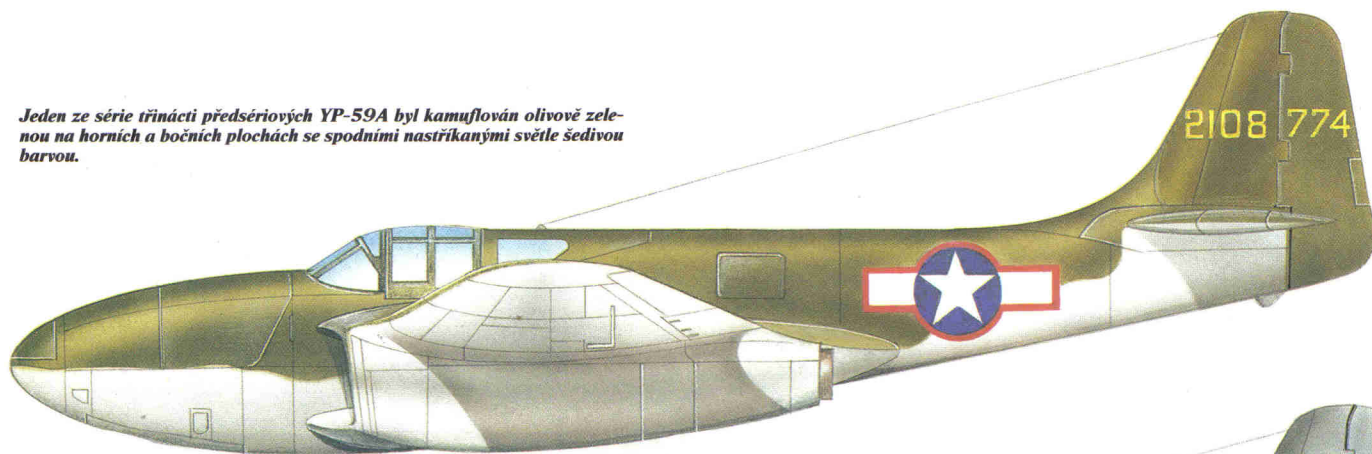 Jeden ze série třinácti předsériových YP-59A byl kamuflován olivově zele-
nou na horních a bočních plochách se spodními nastříkanými světle šedivou
barvou.
2108 774